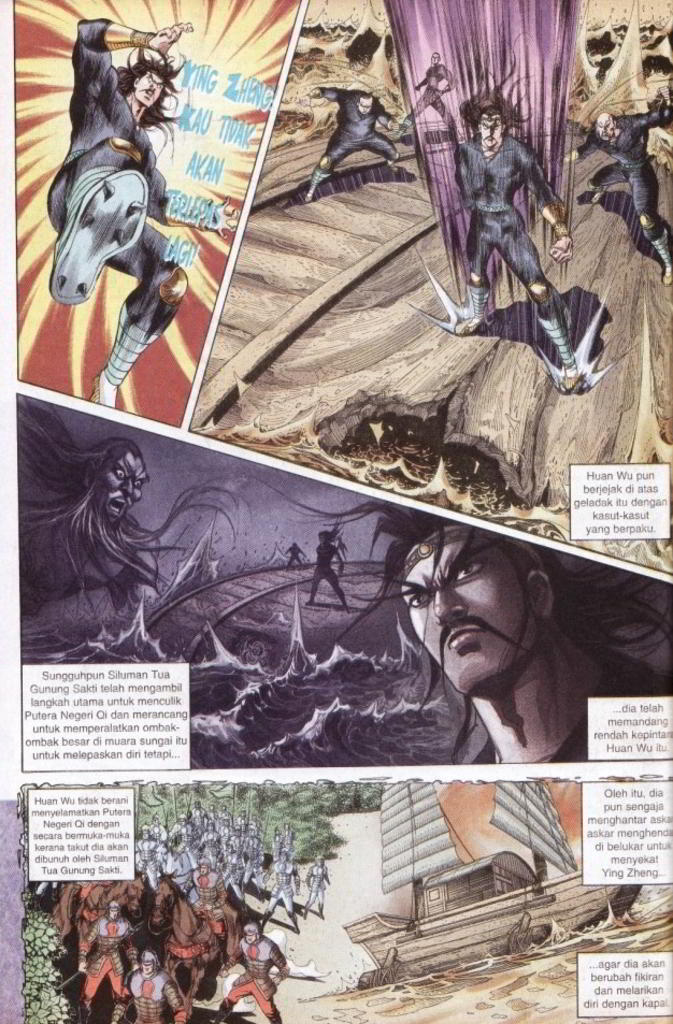 YING ZHENG
KAU TIDAK
AKAN
TERLEPAS
LAGI!
Huan Wu pun
berjejak di atas
geladak itu dengan
kasut-kasut
yang berpaku.
Sungguhpun Siluman Tua
Gunung Sakti telah mengambil
langkah utama untuk menculik
Putera Negeri Qi dan merancang
untuk memperalatkan ombak-
ombak besar di muara sungai itu
untuk melepaskan diri tetapi...
...dia telah
memandang
rendah kepintar
Huan Wu itu.
Huan Wu tidak berani
menyelamatkan Putera
Negeri Qi dengan
secara bermuka-muka
kerana takut dia akan
dibunuh oleh Siluman
Tua Gunung Sakti.
Oleh itu, dia
pun sengaja
menghantar aska
askar menghenda
di belukar untuk
menyekat
Ying Zheng...
...agar dia akan
berubah fikiran
dan melarikan
diri dengan kapal.